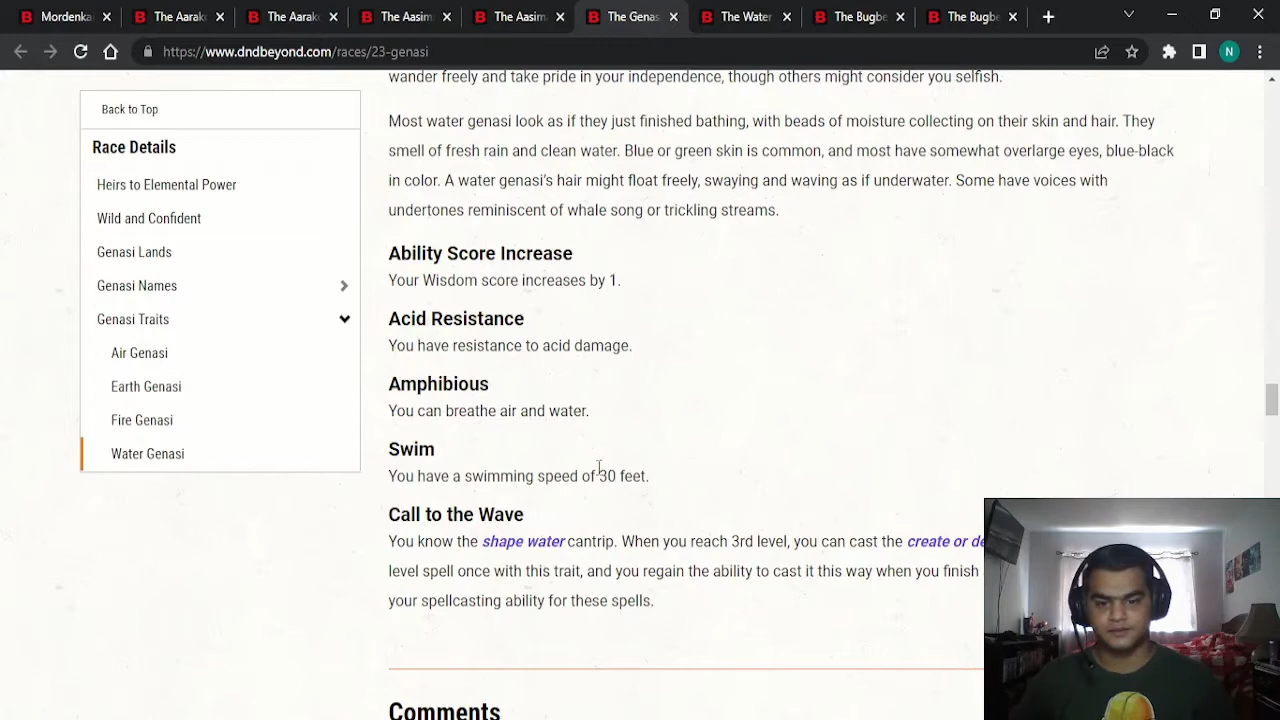 Mordenka
The Aarako
The Aarako
The Aasim
The Aasim
The Genas
The Water
The Bugbe
The Bugbe
https://www.dndbeyond.com/races/23-genasi
N
wander freely and take pride in your independence, though others might consider you selfish.
Back to Top
Race Details
Heirs to Elemental Power
Wild and Confident
Genasi Lands
Genasi Names
Genasi Traits
Air Genasi
Earth Genasi
Fire Genasi
Water Genasi
Most water genasi look as if they just finished bathing, with beads of moisture collecting on their skin and hair. They
smell of fresh rain and clean water. Blue or green skin is common, and most have somewhat overlarge eyes, blue-black
in color. A water genasi's hair might float freely, swaying and waving as if underwater. Some have voices with
undertones reminiscent of whale song or trickling streams.
Ability Score Increase
Your Wisdom score increases by 1.
Acid Resistance
You have resistance to acid damage.
Amphibious
You can breathe air and water.
Swim
You have a swimming speed of 30 feet.
Call to the Wave
You know the shape water cantrip. When you reach 3rd level, you can cast the create or de
level spell once with this trait, and you regain the ability to cast it this way when you finish
your spellcasting ability for these spells.
Comments